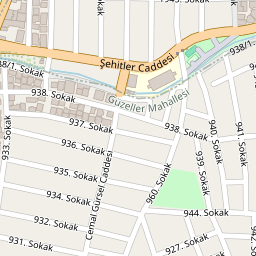 945. Sokak
Şehitler Caddesi
938/1
938/1. Sokak
Güzeller Mahallesi
938. Sokak
937. Sokak
938. Sokak
940. Sokak
941. Sokak
933. Sokak
936. Sokak
939. Sokak
935. Sokak
960. Sokak
Cemal Gürsel Caddesi
934. Sokak
944. Sokak
932. Sokak
931. Sokak
927. Sokak